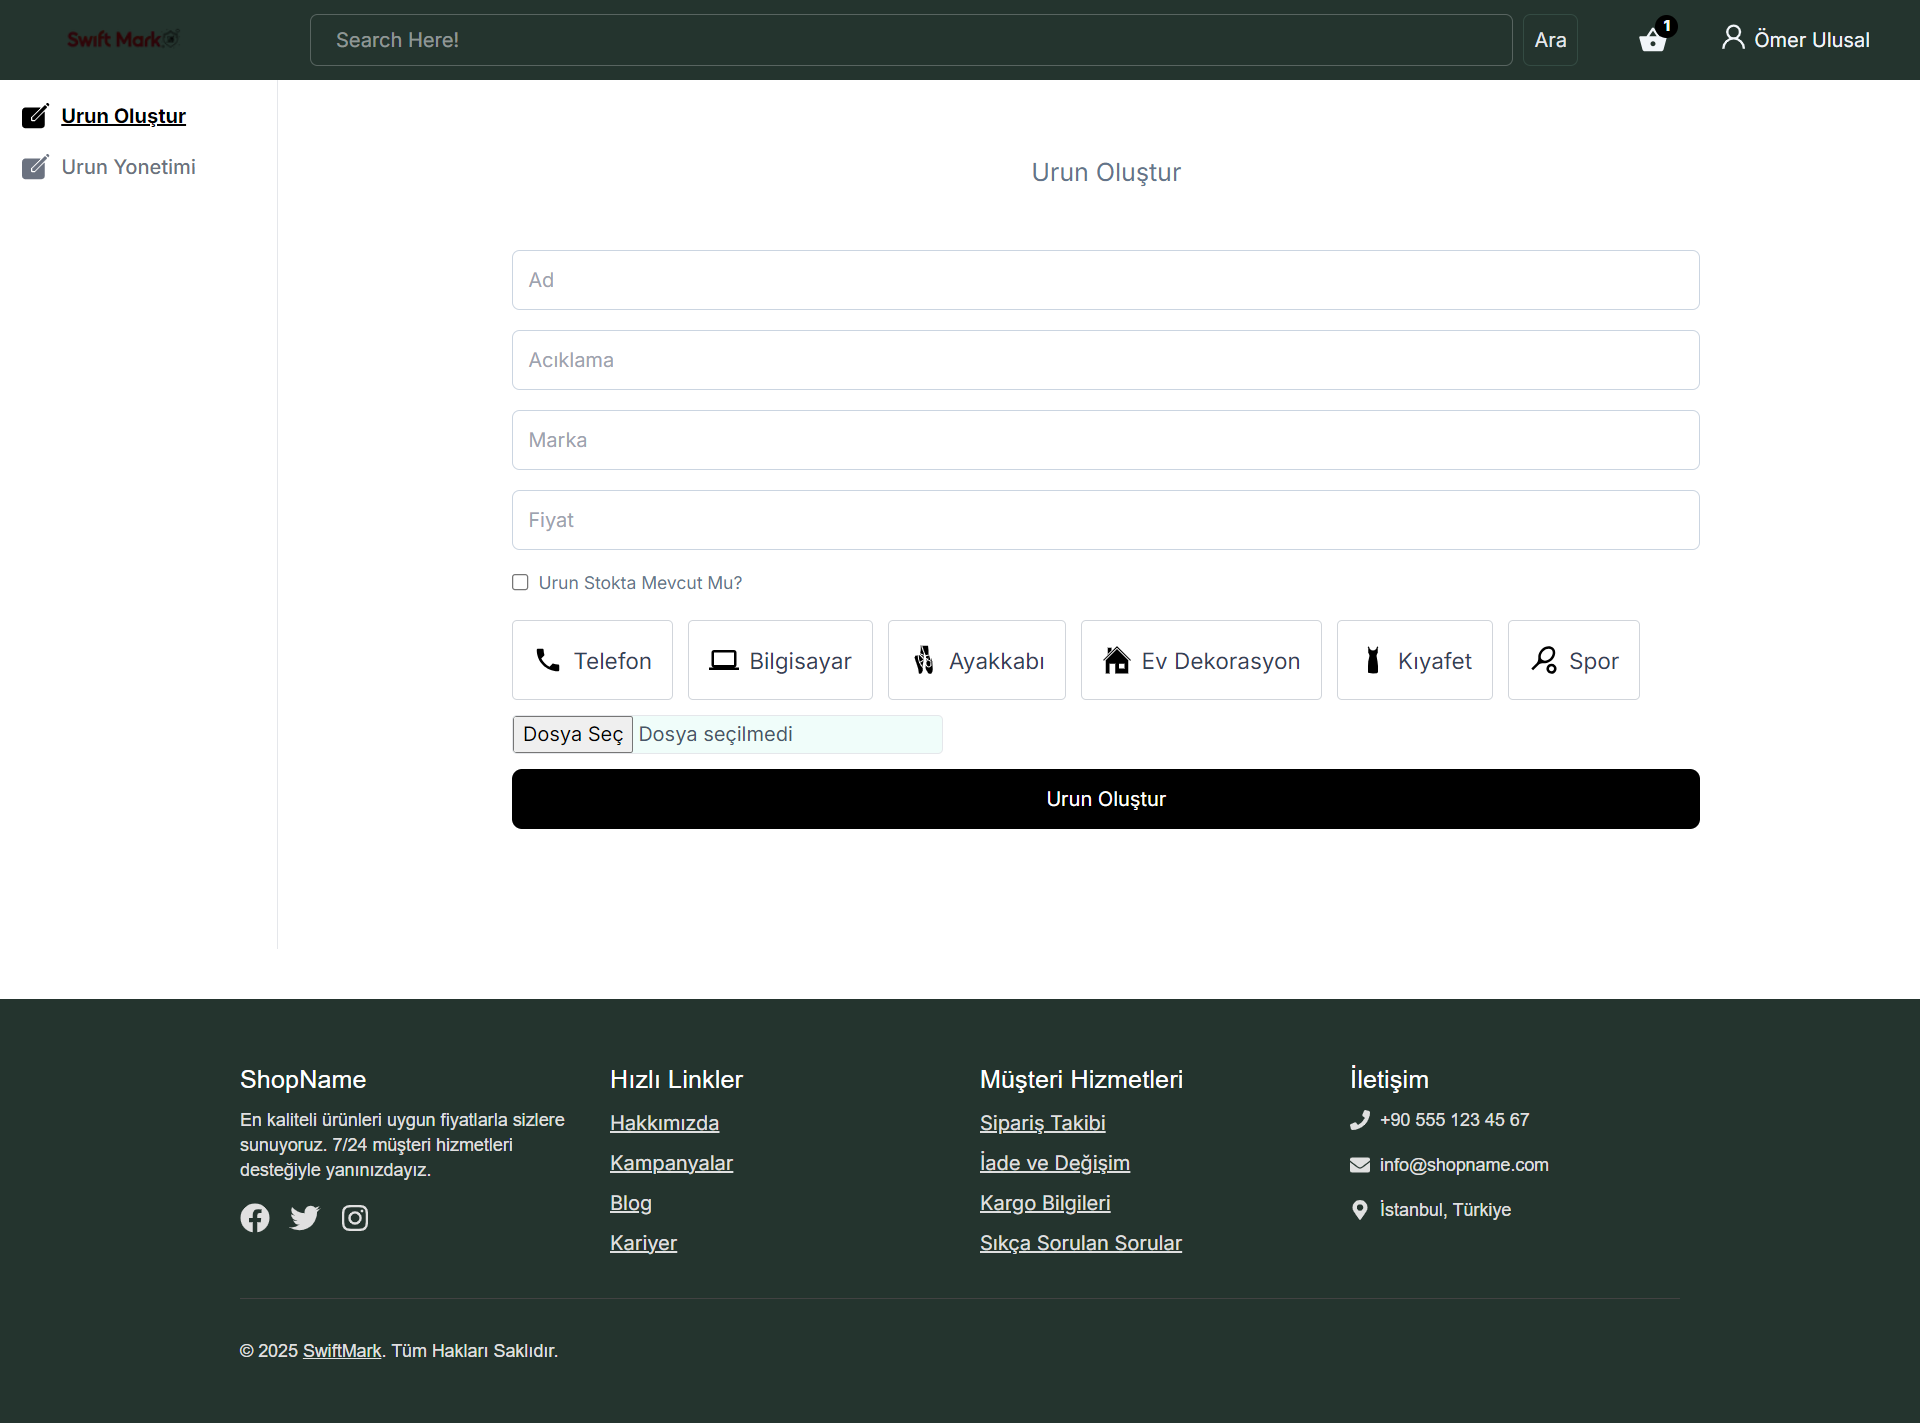 Swift Mark
Search Here!
Ara
1
Ömer Ulusal
Urun Oluştur
Urun Yonetimi
Urun Oluştur
Ad
Acıklama
Marka
Fiyat
Urun Stokta Mevcut Mu?
Telefon
Bilgisayar
Ayakkabı
Ev Dekorasyon
Kıyafet
Spor
Dosya Seç
Dosya seçilmedi
Urun Oluştur
ShopName
En kaliteli ürünleri uygun fiyatlarla sizlere
sunuyoruz. 7/24 müşteri hizmetleri
desteğiyle yanınızdayız.
Hızlı Linkler
Hakkımızda
Kampanyalar
Blog
Kariyer
Müşteri Hizmetleri
Sipariş Takibi
İade ve Değişim
Kargo Bilgileri
Sıkça Sorulan Sorular
İletişim
+90 555 123 45 67
info@shopname.com
İstanbul, Türkiye
© 2025 SwiftMark. Tüm Hakları Saklıdır.